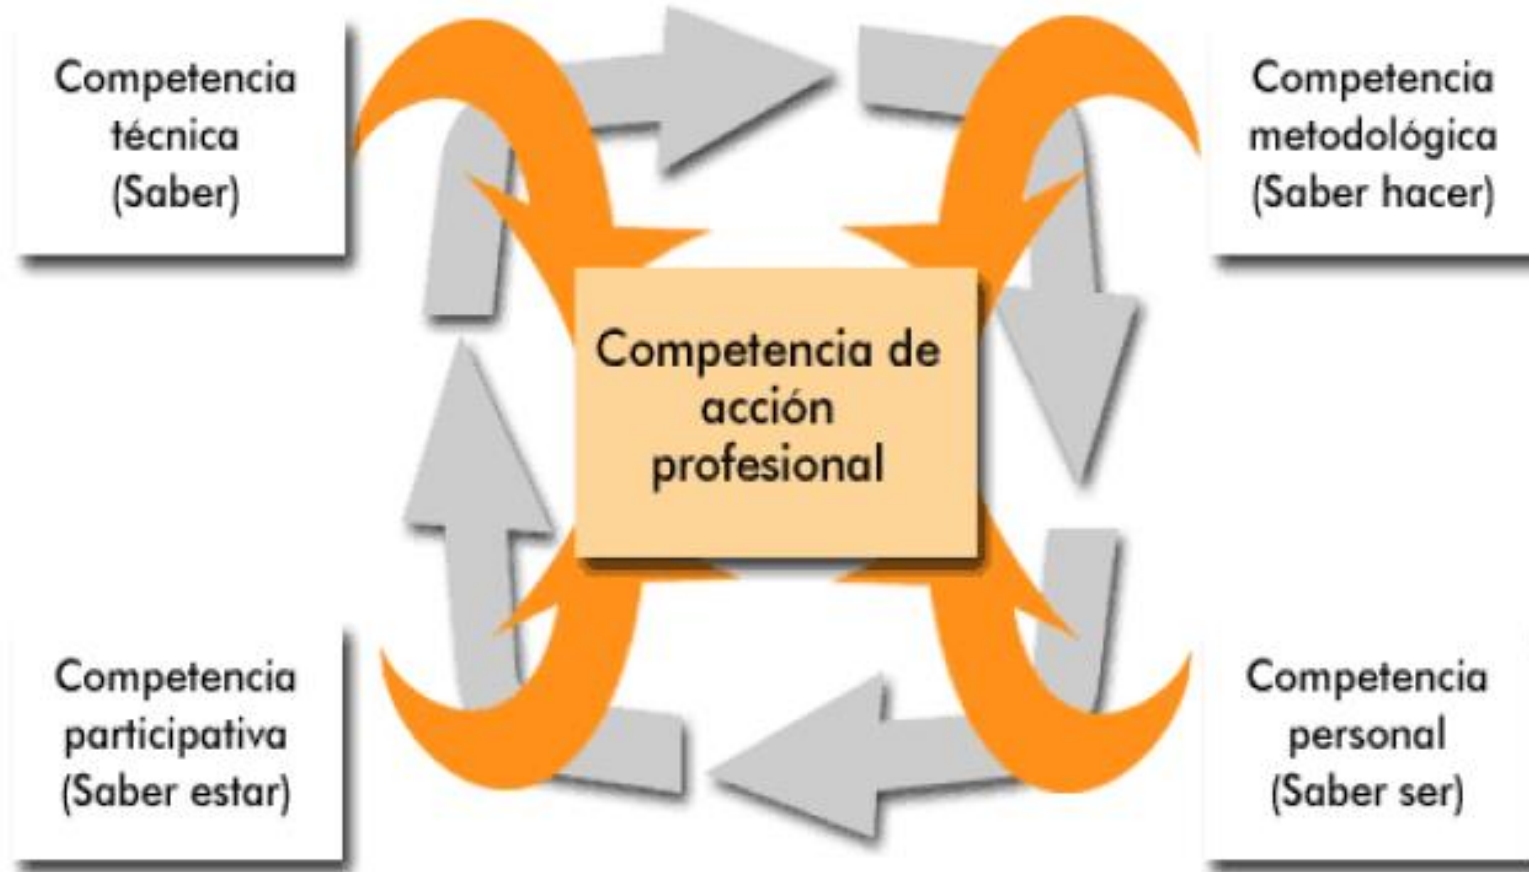 Competencia
técnica
(Saber)
Competencia
metodológica
(Saber hacer)
Competencia de
acción
profesional
Competencia
participativa
(Saber estar)
Competencia
personal
(Saber ser)